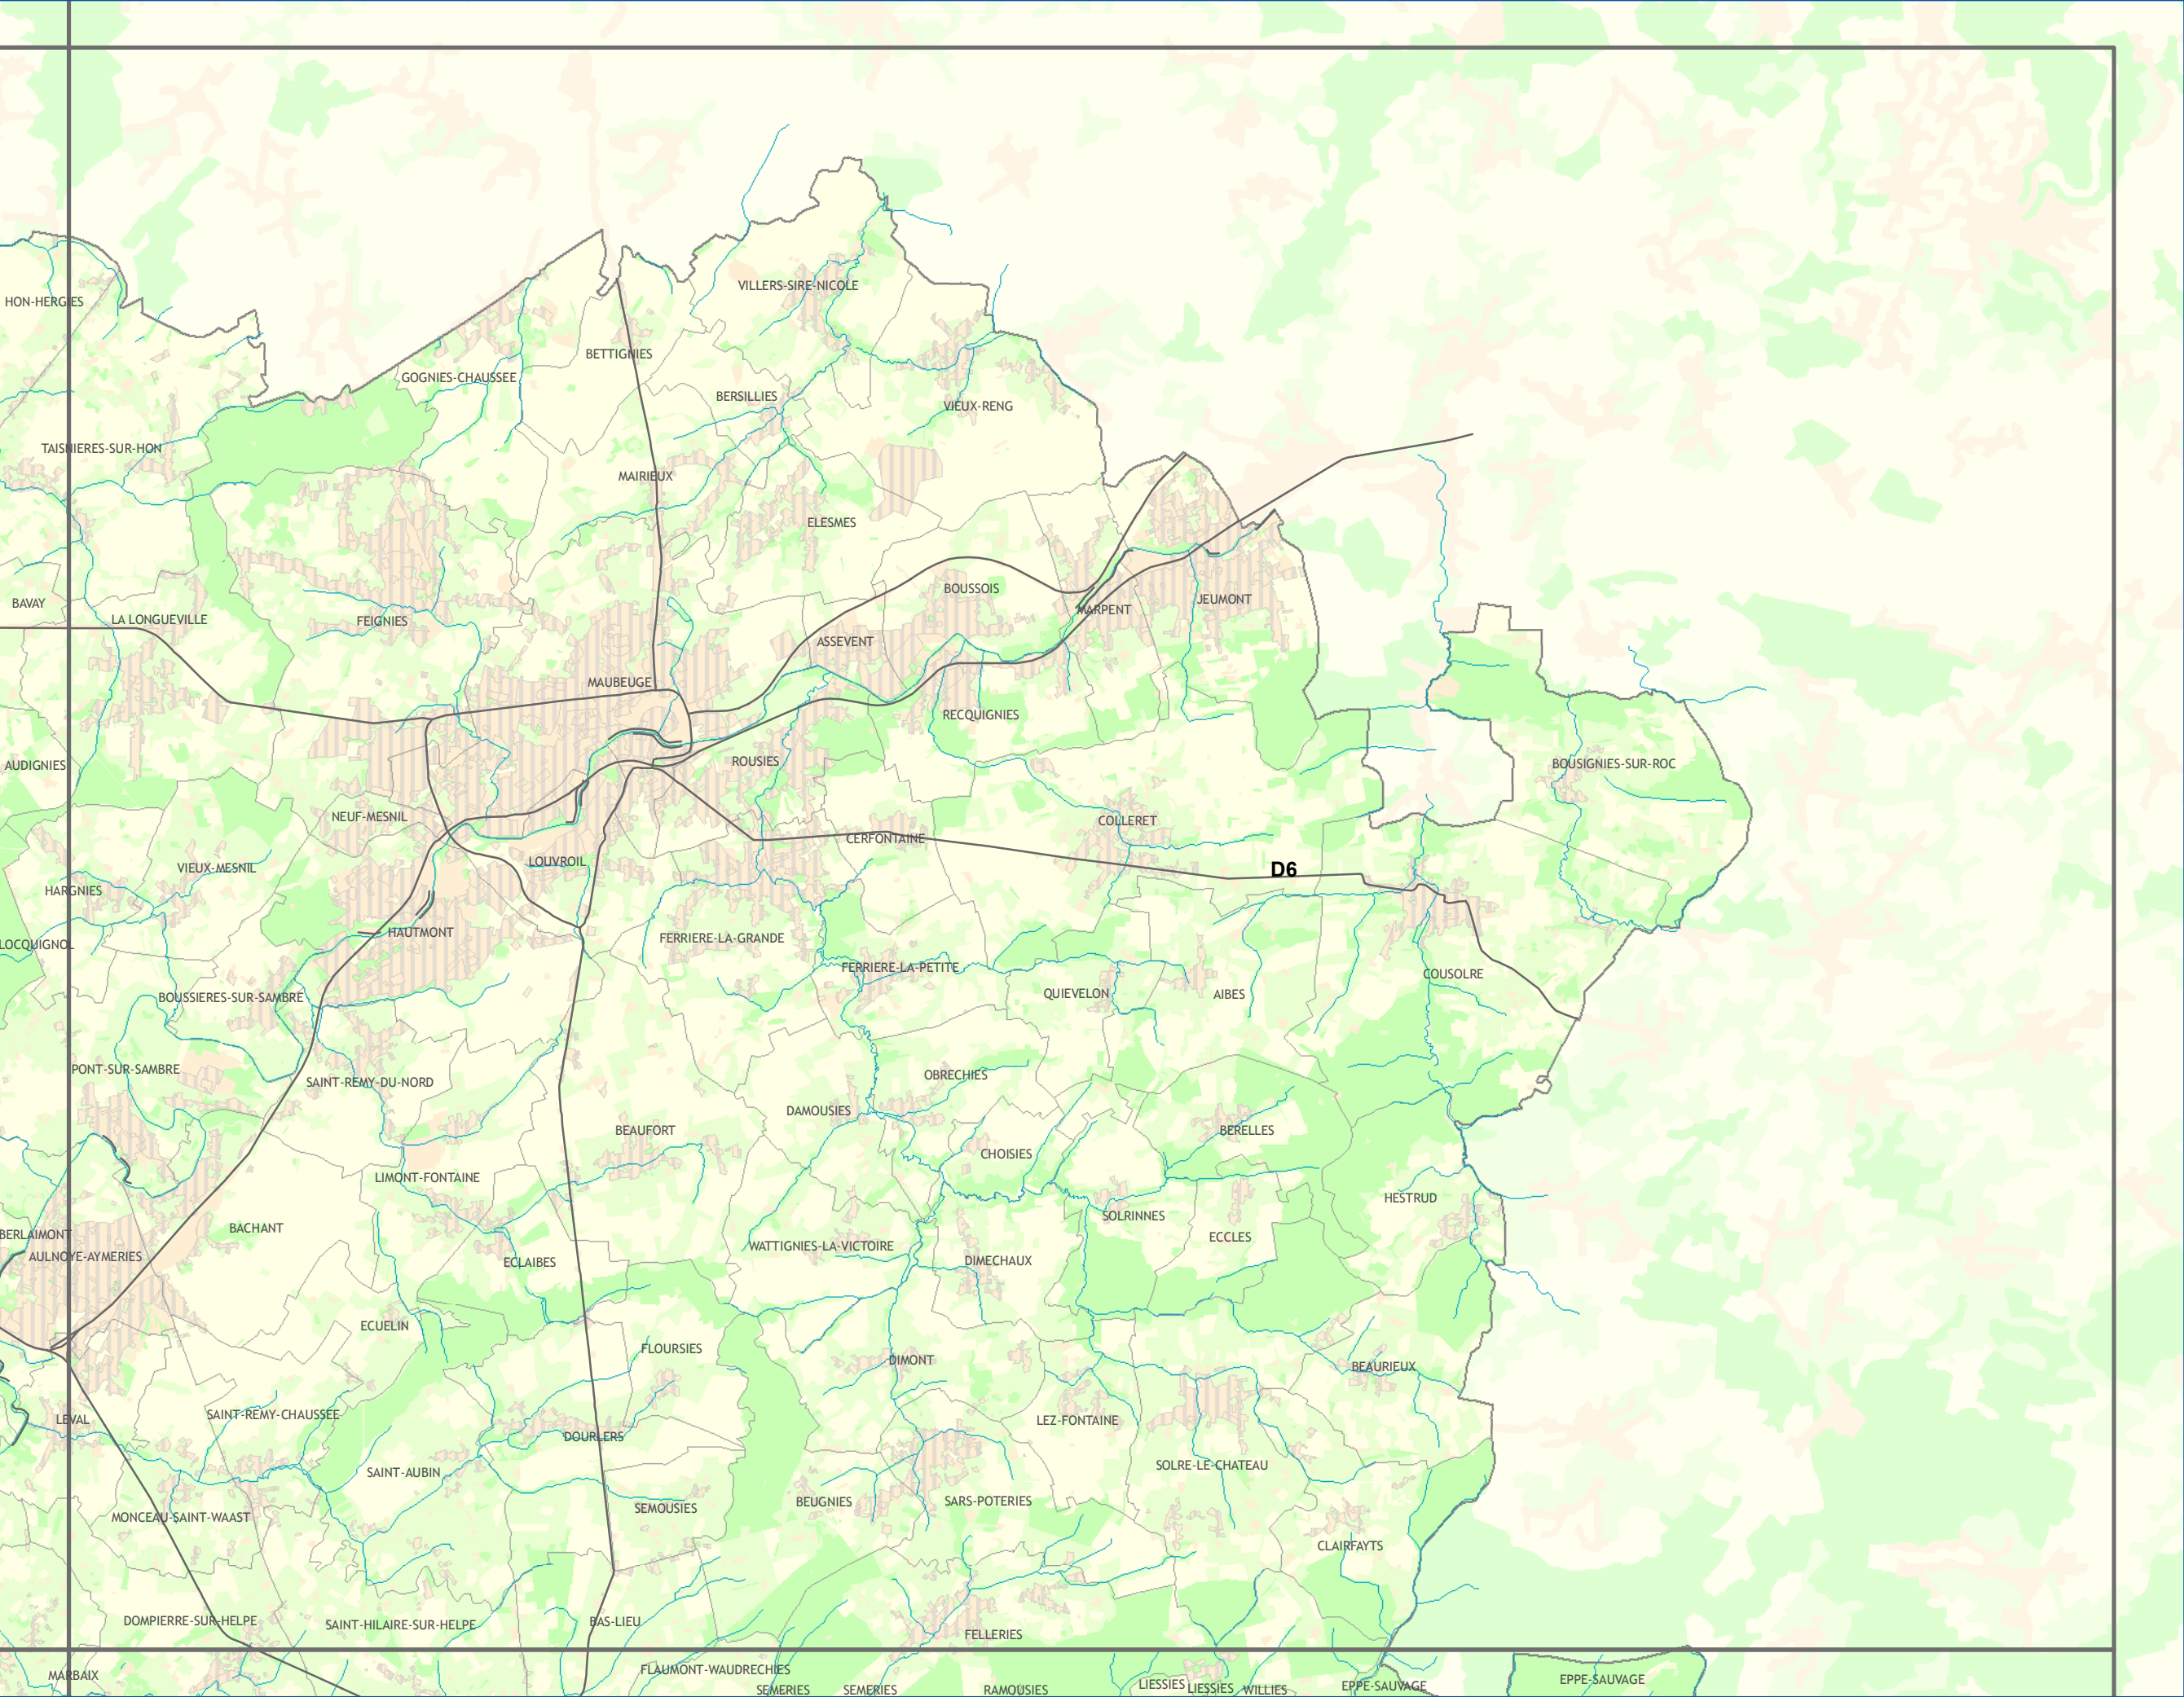 VILLERS-SIRE-NICOLE
HON-HERGIES
BETTIGNIES
GOGNIES-CHAUSSEE
BERSILLIES
VIEUX-RENG
TAISNIERES-SUR-HON
MAIRIEUX
ELESMES
BOUSSOIS
JEUMONT
BAVAY
MARPENT
LA LONGUEVILLE
FEIGNIES
ASSEVENT
MAUBEUGE
RECQUIGNIES
ROUSIES
BOUSIGNIES-SUR-ROC
AUDIGNIES
NEUF-MESNIL
COLLERET
CERFONTAINE
LOUVROIL
VIEUX-MESNIL
D6
HARGNIES
HAUTMONT
FERRIERE-LA-GRANDE
LOCQUIGNOL
FERRIERE-LA-PETITE
COUSOLRE
QUIEVELON
AIBES
BOUSSIERES-SUR-SAMBRE
PONT-SUR-SAMBRE
OBRECHIES
SAINT-REMY-DU-NORD
DAMOUSIES
BEAUFORT
BERELLES
CHOISIES
LIMONT-FONTAINE
HESTRUD
SOLRINNES
BACHANT
BERLAIMONT
ECCLES
WATTIGNIES-LA-VICTOIRE
AULNOYE-AYMERIES
DIMECHAUX
ECLAIBES
ECUELIN
FLOURSIES
DIMONT
BEAURIEUX
SAINT-REMY-CHAUSSEE
LEVAL
LEZ-FONTAINE
DOURLERS
SOLRE-LE-CHATEAU
SAINT-AUBIN
BEUGNIES
SARS-POTERIES
SEMOUSIES
MONCEAU-SAINT-WAAST
CLAIRFAYTS
DOMPIERRE-SUR-HELPE
BAS-LIEU
SAINT-HILAIRE-SUR-HELPE
FELLERIES
FLAUMONT-WAUDRECHIES
MARBAIX
EPPE-SAUVAGE
LIESSIES
EPPE-SAUVAGE
LIESSIES
WILLIES
SEMERIES
SEMERIES
RAMOUSIES